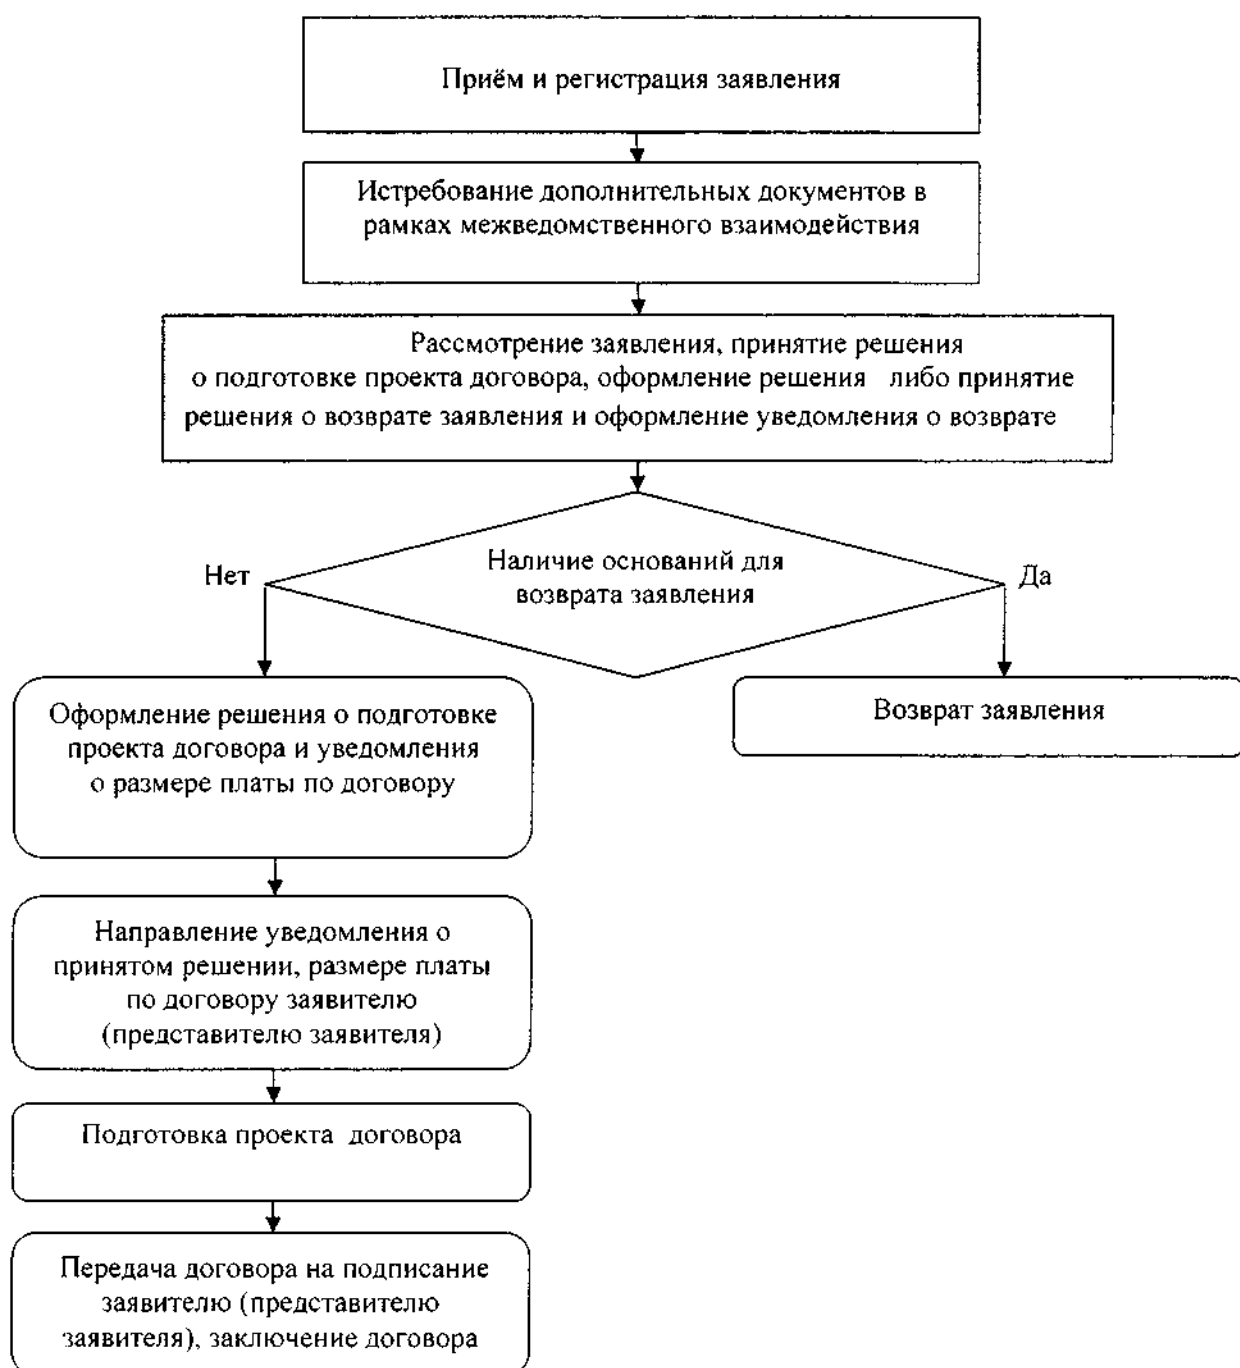 Приём и регистрация заявления
Истребование дополнительных документов в
рамках межведомственного взаимодействия
Рассмотрение заявления, принятие решения
о подготовке проекта договора, оформление решения либо принятие
решения о возврате заявления и оформление уведомления о возврате
Наличие оснований для
возврата заявления
Нет
Да
Оформление решения о подготовке
проекта договора и уведомления
о размере платы по договору
Возврат заявления
Направление уведомления о
принятом решении, размере платы
по договору заявителю
(представителю заявителя)
Подготовка проекта договора
Передача договора на подписание
заявителю (представителю
заявителя), заключение договора